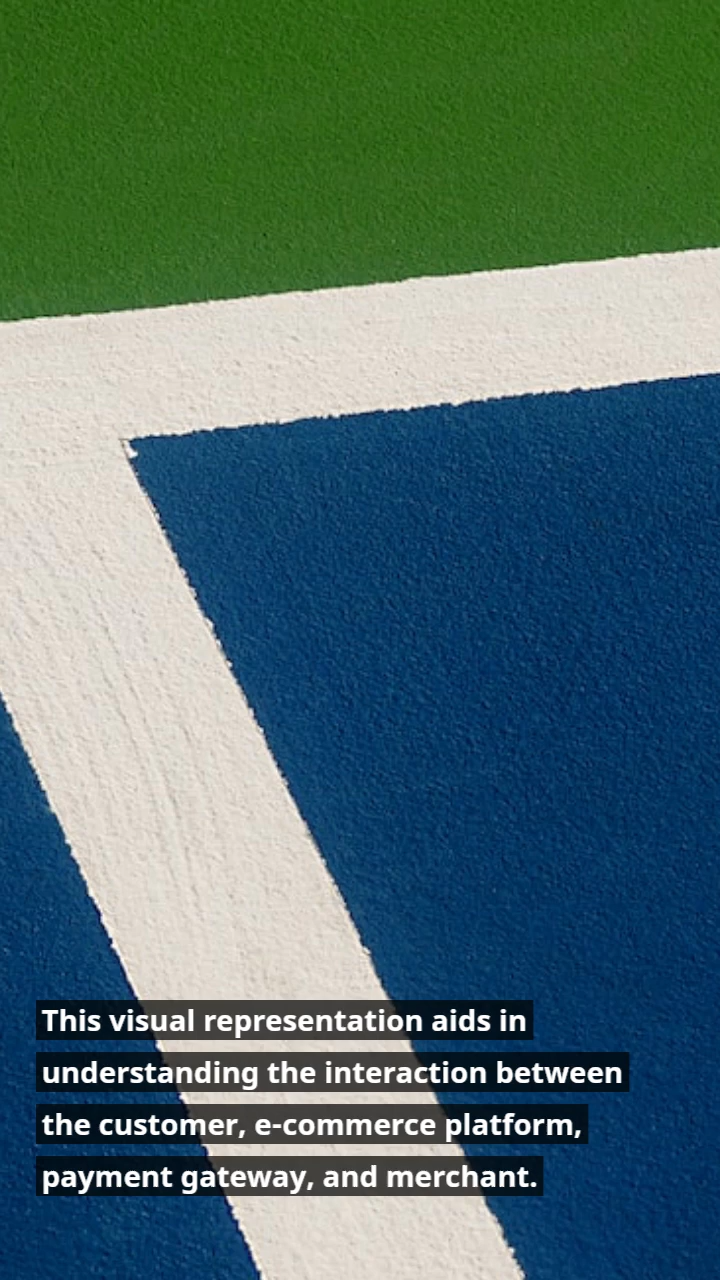 This visual representation aids in
understanding the interaction between
the customer, e-commerce platform,
payment gateway, and merchant.